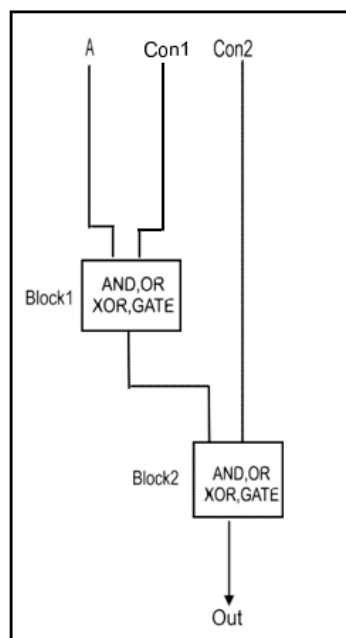 A Con1 Con2
Block1
AND,OR
XOR,GATE
Block2
AND,OR
XOR,GATE
Out